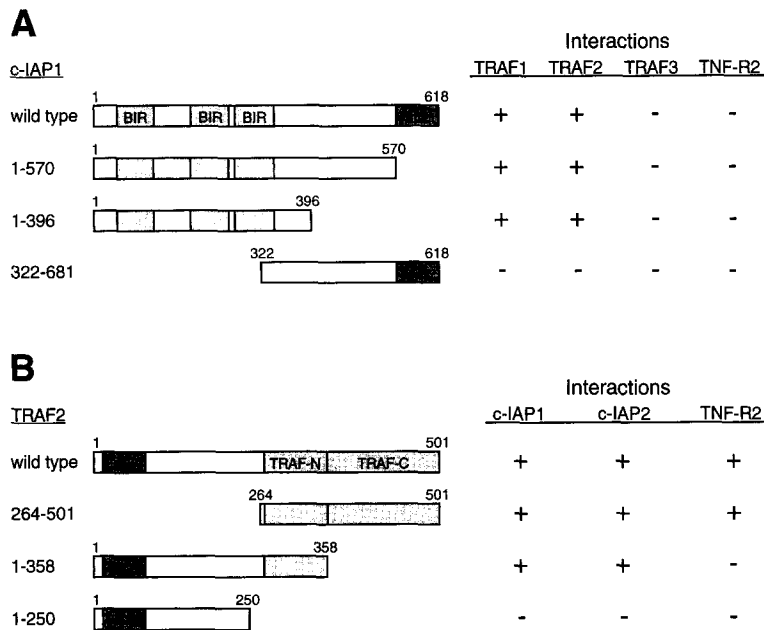 A
Interactions
c-IAP1 TRAF1 TRAF2 TRAF3 TNF-R2
1 618
wild type BIR BIR BIR + + - -
570
1-570 + + - -
396
1-396 + + - -
322 618
322-681 - - - -
B
Interactions
TRAF2 c-IAP1 c-IAP2 TNF-R2
1 501
wild type TRAF-N TRAF-C + + +
264 501
264-501 + + +
1 358
1-358 + + -
1 250
1-250 - - -